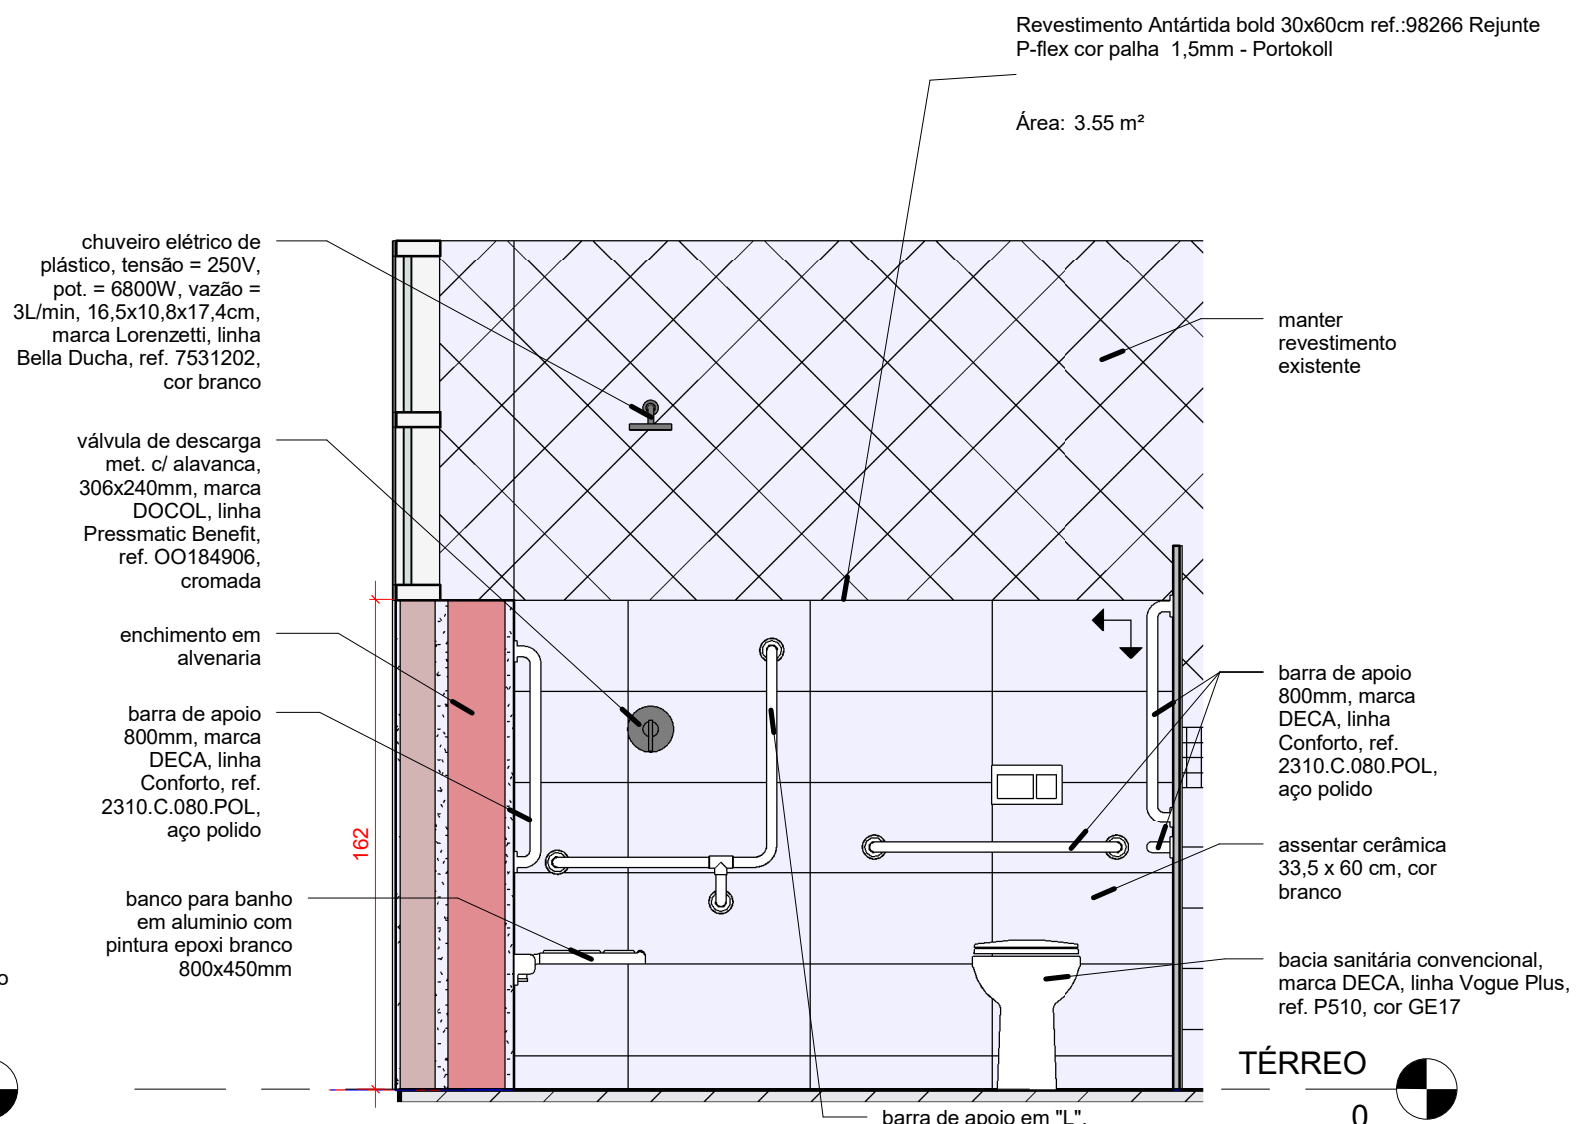 Revestimento Antártida bold 30x60cm ref.:98266 Rejunte
P-flex cor palha 1,5mm - Portokoll
Área: 3.55 m²
chuveiro elétrico de
plástico, tensão = 250V,
pot. = 6800W, vazão =
3L/min, 16,5x10,8x17,4cm,
marca Lorenzetti, linha
Bella Ducha, ref. 7531202,
cor branco
válvula de descarga
met. c/ alavanca,
306x240mm, marca
DOCOL, linha
Pressmatic Benefit,
ref. OO184906,
cromada
enchimento em
alvenaria
barra de apoio
800mm, marca
DECA, linha
Conforto, ref.
2310.C.080.POL,
aço polido
162
banco para banho
em aluminio com
pintura epoxi branco
800x450mm
o
manter
revestimento
existente
barra de apoio
800mm, marca
DECA, linha
Conforto, ref.
2310.C.080.POL,
aço polido
assentar cerâmica
33,5 x 60 cm, cor
branco
bacia sanitária convencional,
marca DECA, linha Vogue Plus,
ref. P510, cor GE17
TÉRREO
0
barra de apoio em "L",